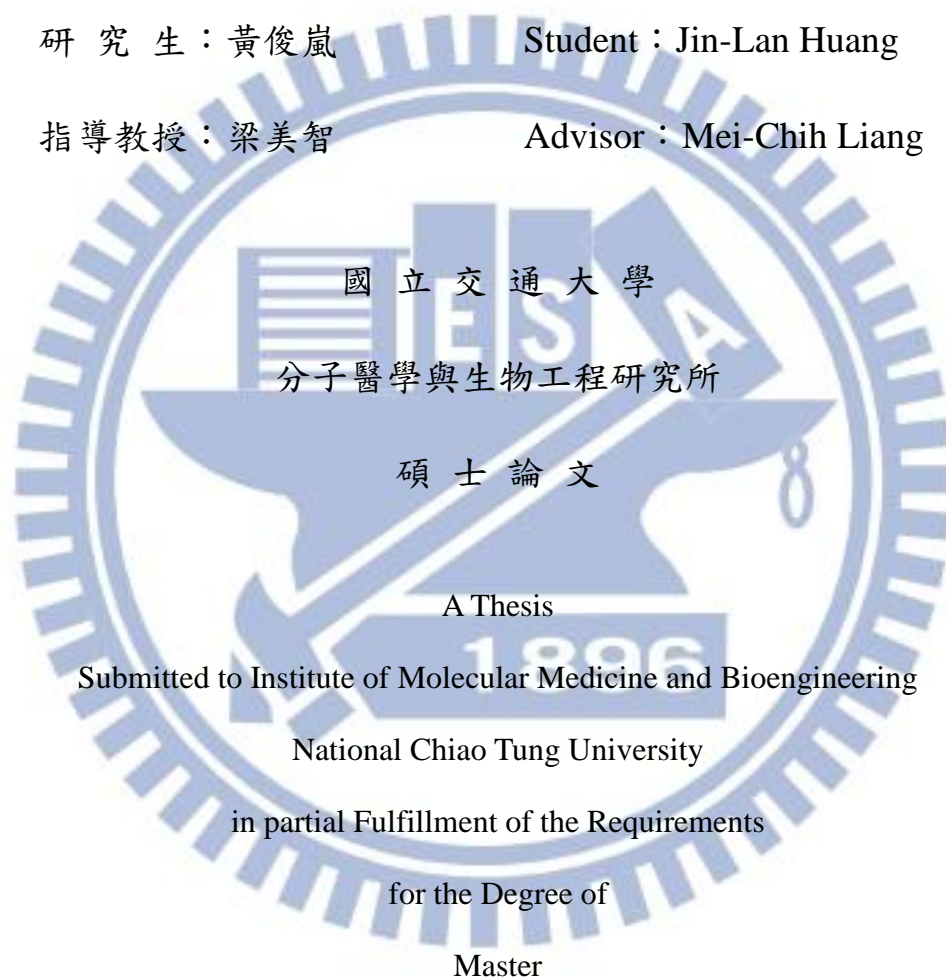 研 究 生：黃俊嵐 Student：Jin-Lan Huang
指導教授：梁美智 Advisor：Mei-Chih Liang
國 立 交 通 大 學
E S A
分子醫學與生物工程研究所
碩 士 論 文
A Thesis
1896
Submitted to Institute of Molecular Medicine and Bioengineering
National Chiao Tung University
in partial Fulfillment of the Requirements
for the Degree of
Master